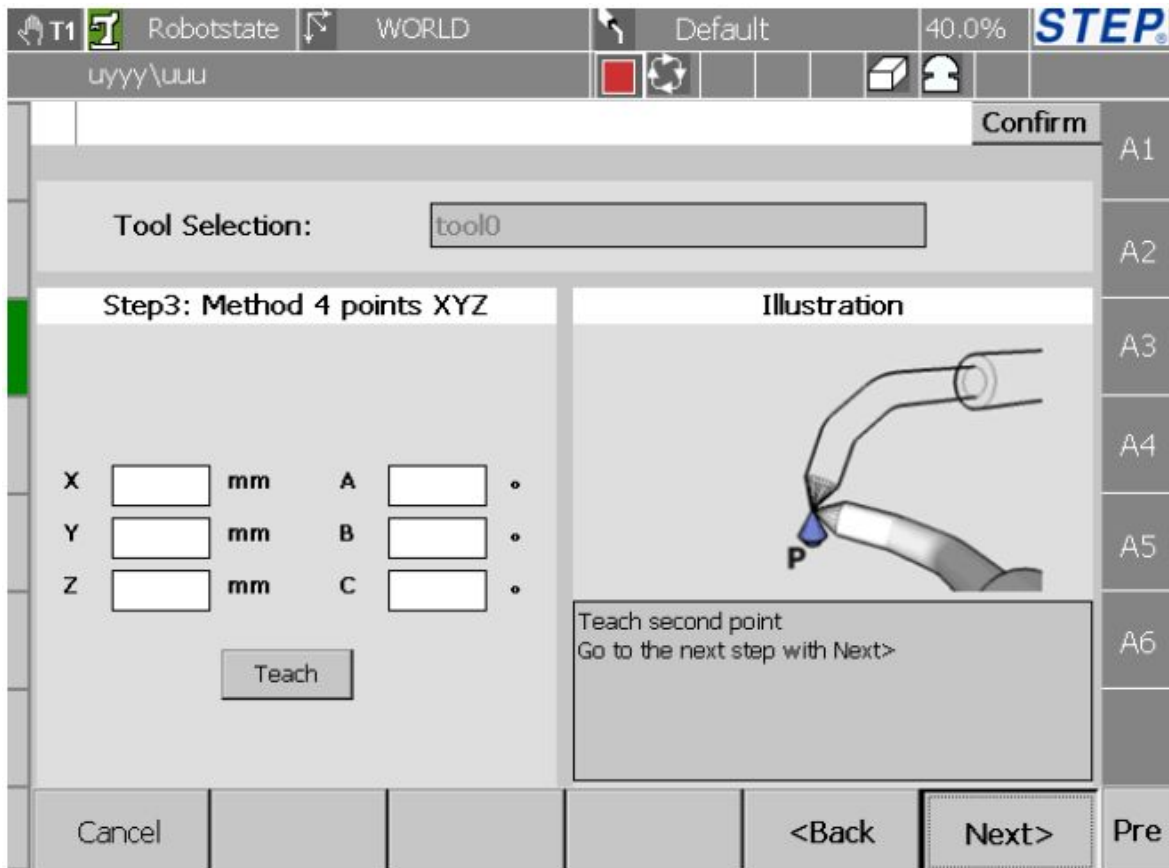 T1 Robotstate WORLD Default 40.0% STEP®
uyyy\uuu
Confirm
A1
Tool Selection: tool0
A2
Step3: Method 4 points XYZ
Illustration
A3
A4
X mm A °
Y mm B °
Z mm C °
P
A5
Teach second point
Go to the next step with Next>
A6
Teach
Cancel <Back Next> Pre